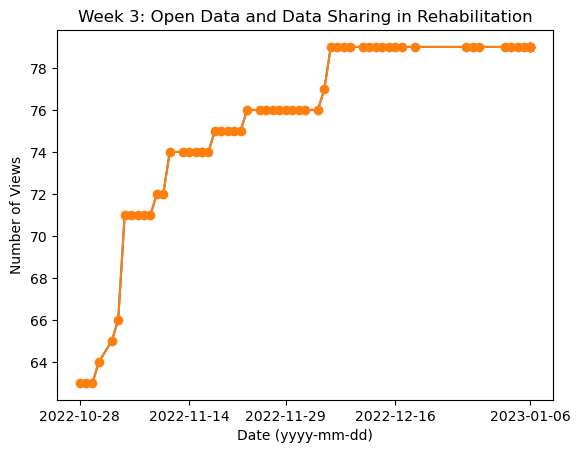 Week 3: Open Data and Data Sharing in Rehabilitation
Number of Views
78
76
74
72
70
68
66
64
2022-10-28 2022-11-14 2022-11-29 2022-12-16 2023-01-06
Date (yyyy-mm-dd)